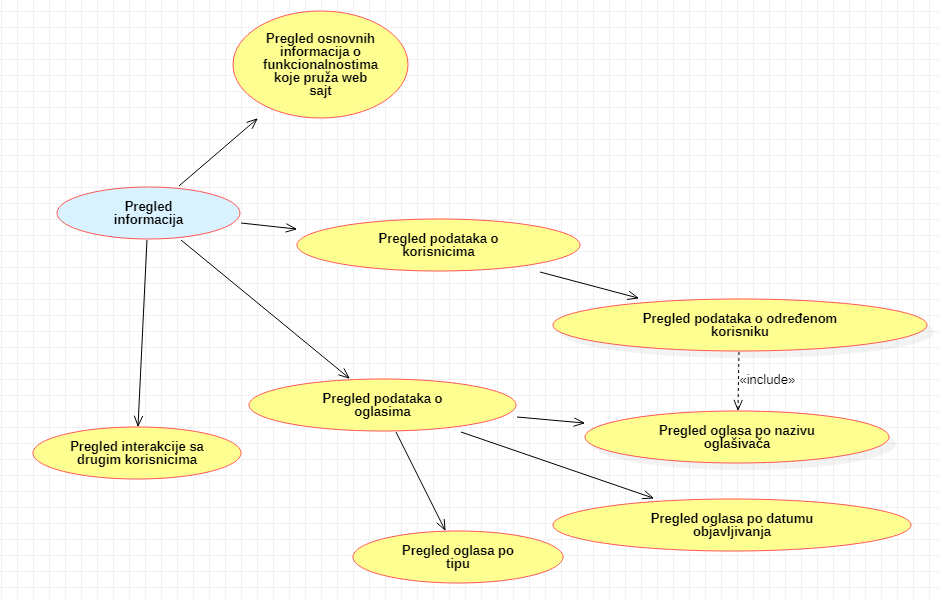 Pregled osnovnih
informacija o
funkcionalnostima
koje pruža web
sajt
Pregled
informacija
Pregled podataka o
korisnicima
Pregled podataka o određenom
korisniku
«include»
Pregled podataka o
oglasima
Pregled oglasa po nazivu
oglašivača
Pregled interakcije sa
drugim korisnicima
Pregled oglasa po datumu
objavljivanja
Pregled oglasa po
tipu